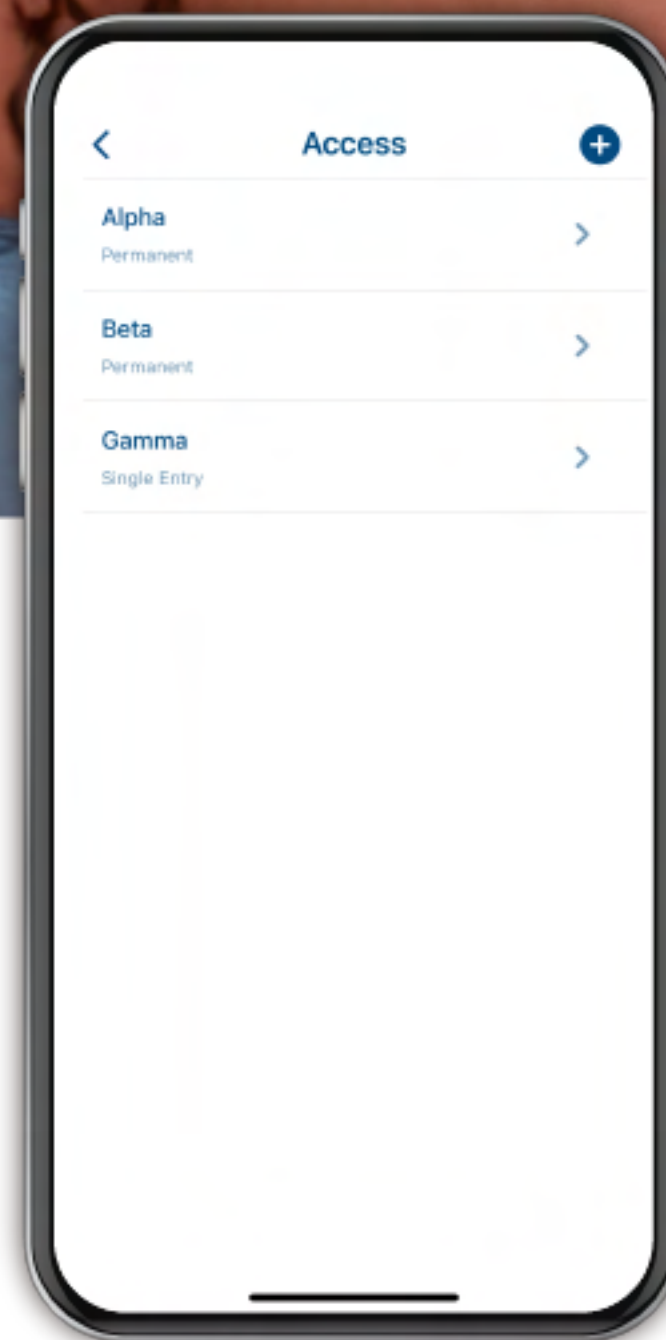 Access
Alpha
Permanent
Beta
Permanent
Gamma
Single Entry